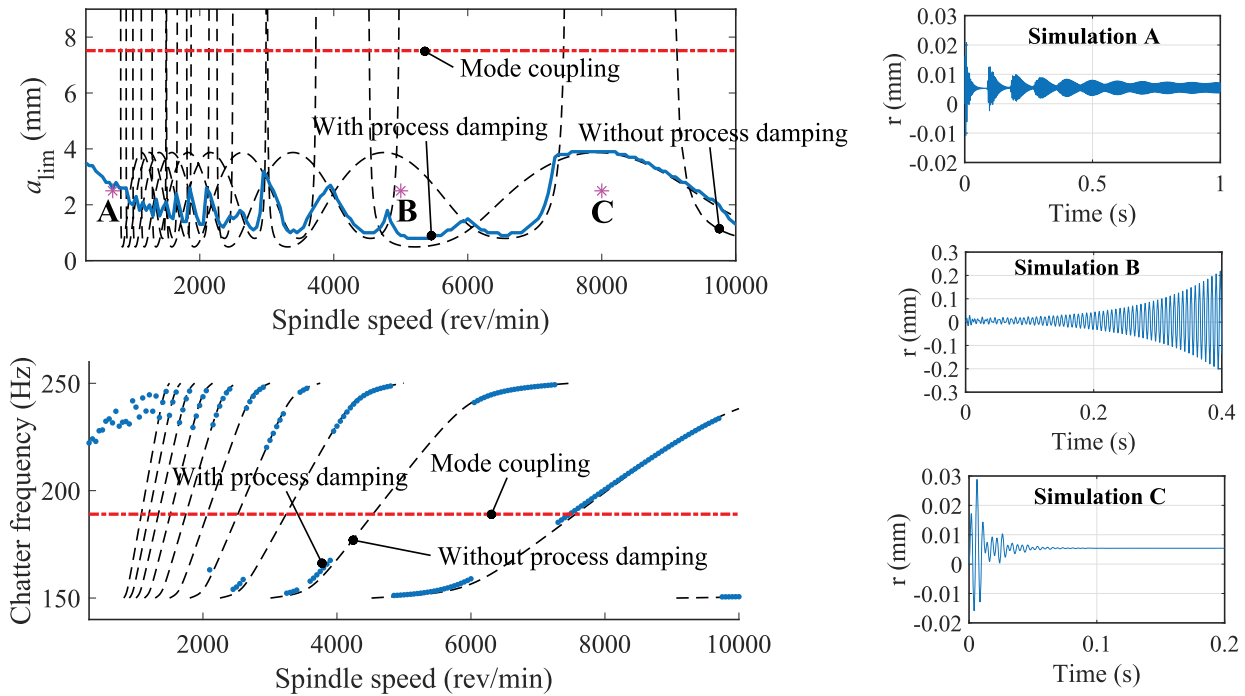 8
6
4
2
0
a_lim (mm)
Mode coupling
With process damping
Without process damping
A
B
C
2000 4000 6000 8000 10000
Spindle speed (rev/min)
250
200
150
Chatter frequency (Hz)
With process damping
Mode coupling
Without process damping
2000 4000 6000 8000 10000
Spindle speed (rev/min)
Simulation A
0.03
0.02
0.01
0
-0.01
-0.02
r (mm)
0 0.5 1
Time (s)
Simulation B
0.3
0.2
0.1
0
-0.1
-0.2
-0.3
r (mm)
0 0.2 0.4
Time (s)
Simulation C
0.03
0.02
0.01
0
-0.01
-0.02
r (mm)
0 0.1 0.2
Time (s)